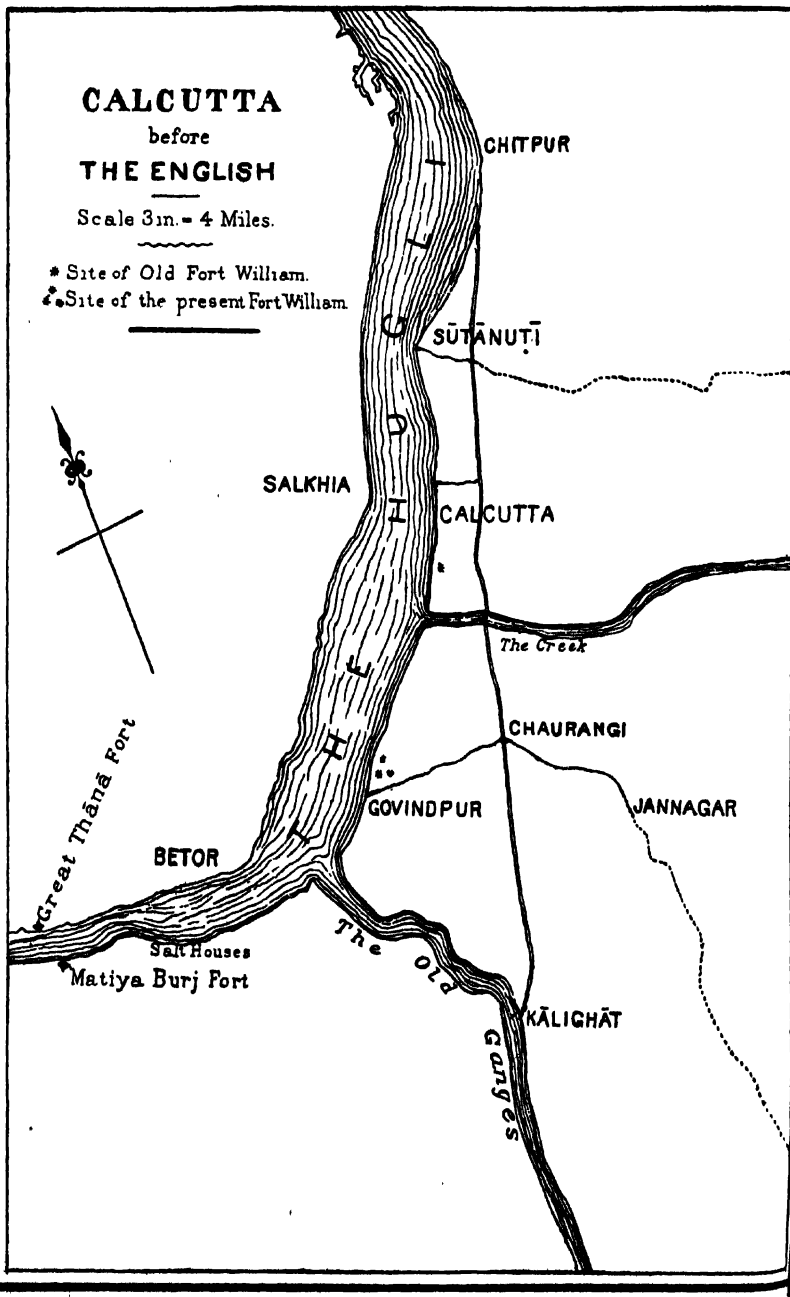 CALCUTTA
before
THE ENGLISH
Scale 3in. = 4 Miles.
* Site of Old Fort William.
Site of the present Fort William
CHITPUR
SŪTĀNUṬĪ
SALKHIA
CALCUTTA
THE HUGLI
The Creek
CHAURANGI
GOVINDPUR
JANNAGAR
BETOR
Great Thānā Fort
Salt Houses
Matiya Burj Fort
The Old Ganges
KĀLIGHĀT